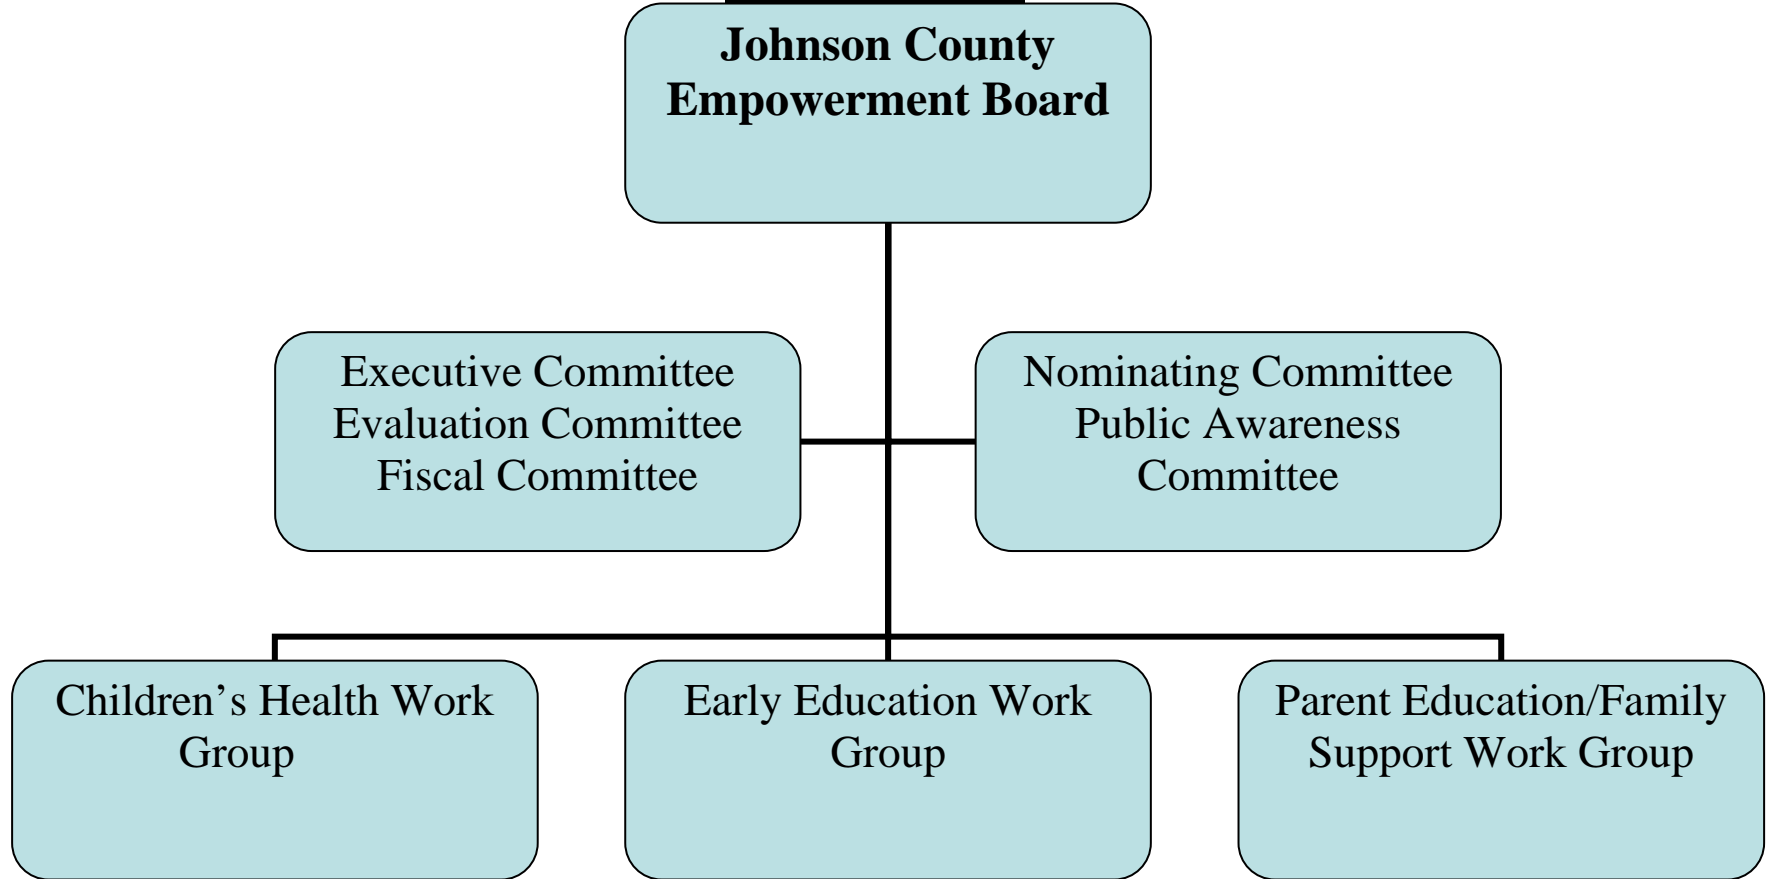 Johnson County
Empowerment Board
Executive Committee
Evaluation Committee
Fiscal Committee
Nominating Committee
Public Awareness
Committee
Children’s Health Work
Group
Early Education Work
Group
Parent Education/Family
Support Work Group